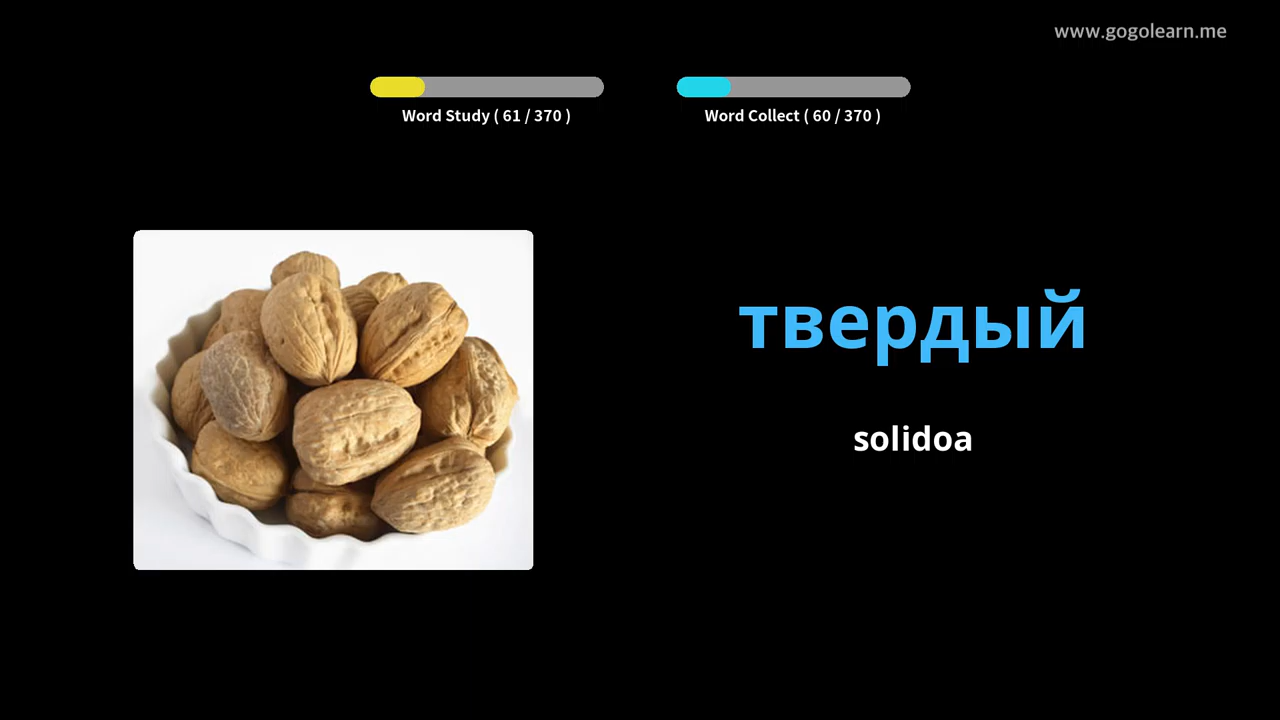 www.gogolearn.me
Word Study ( 61 / 370 )
Word Collect ( 60 / 370 )
твердый
solidoa